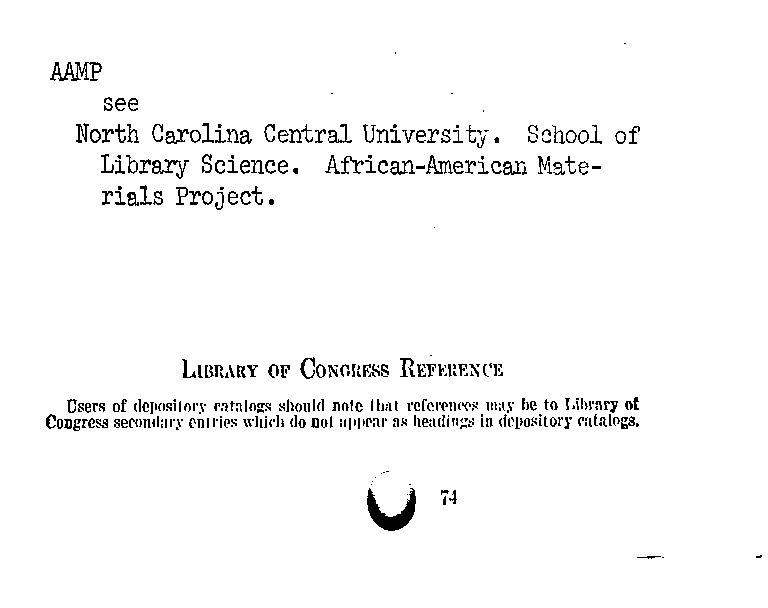 AAMP
see
North Carolina Central University. School of
Library Science. African-American Mate-
rials Project.
LIBRARY OF CONGRESS REFERENCE
Users of depository catalogs should note that references may be to Library of
Congress secondary entries which do not appear as headings in depository catalogs.
74